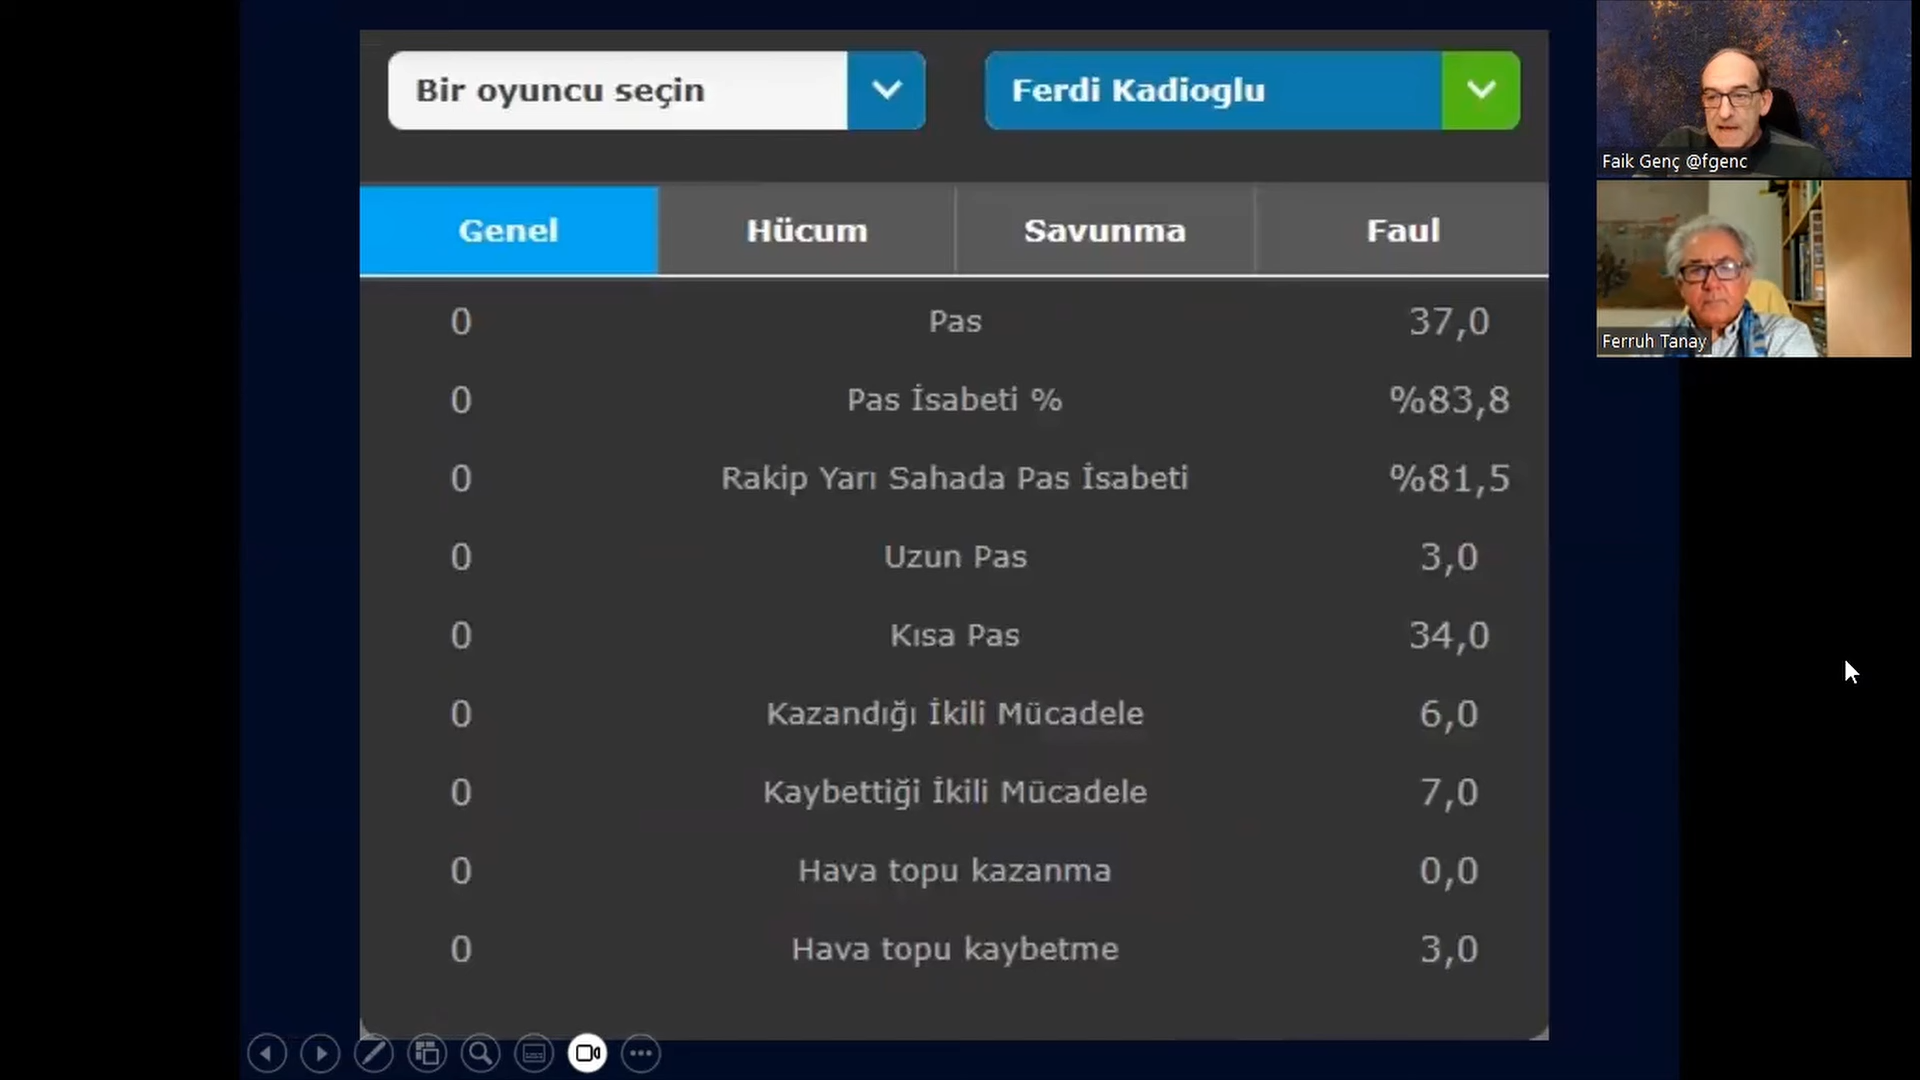 Bir oyuncu seçin
Ferdi Kadioglu
Faik Genç @fgenc
Ferruh Tanay
Genel Hücum Savunma Faul
0 Pas 37,0
0 Pas İsabeti % %83,8
0 Rakip Yarı Sahada Pas İsabeti %81,5
0 Uzun Pas 3,0
0 Kısa Pas 34,0
0 Kazandığı İkili Mücadele 6,0
0 Kaybettiği İkili Mücadele 7,0
0 Hava topu kazanma 0,0
0 Hava topu kaybetme 3,0